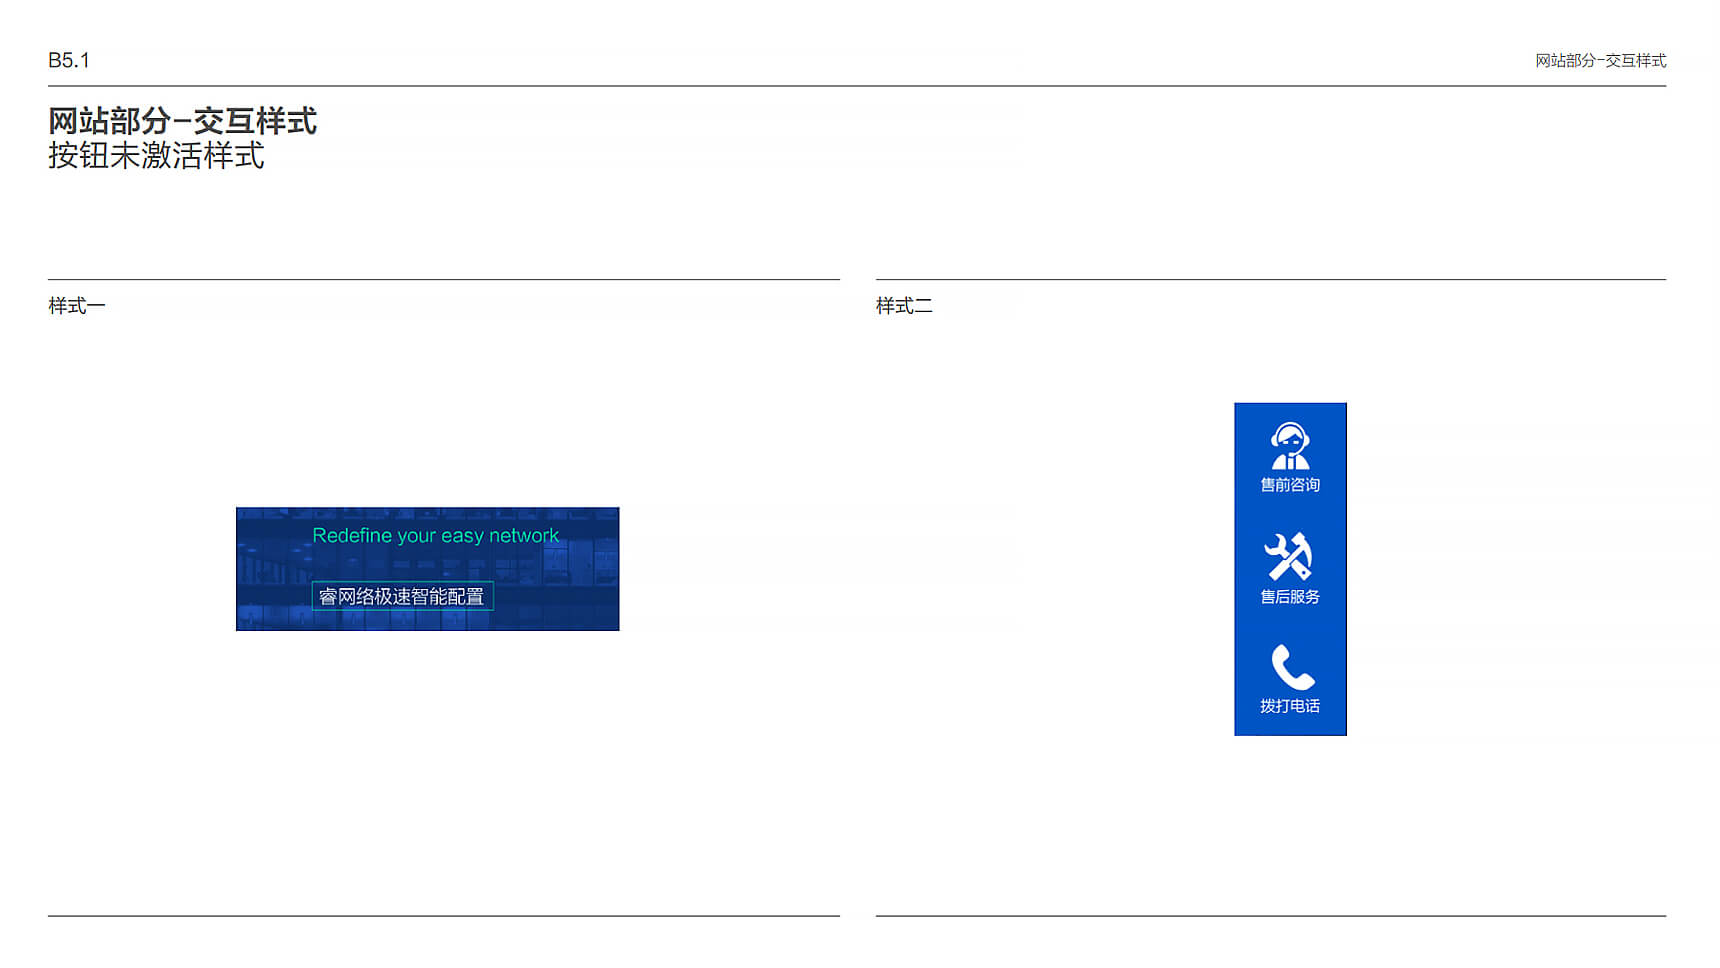 B5.1
网站部分-交互样式
网站部分-交互样式
按钮未激活样式
样式一
Redefine your easy network
睿网络极速智能配置
样式二
售前咨询
售后服务
拨打电话